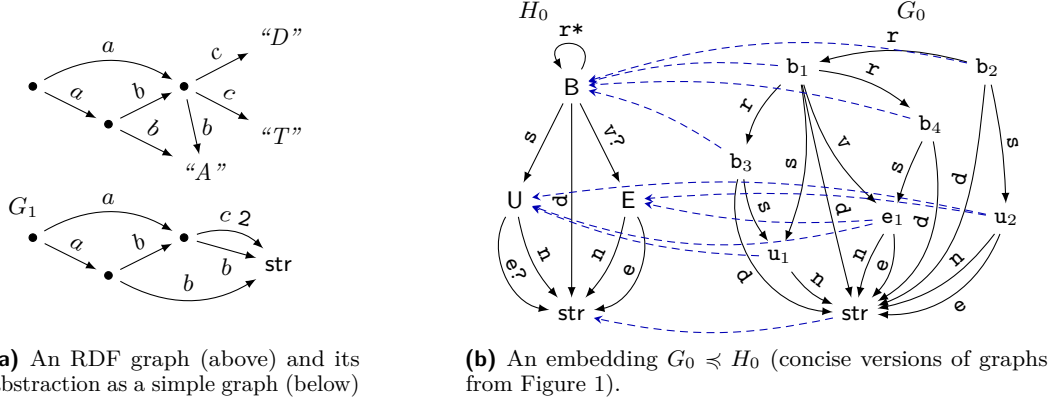 a
a
b
b
c
c
b
“D”
“T”
“A”
G1
a
a
b
c 2
b
b
str
H0
r*
B
s
v?
d
U
E
e?
n
n
e
str
G0
r
b1
b2
r
r
b4
b3
v
s
s
s
s
d
d
d
d
e1
u2
u1
n
n
e
n
e
str
a) An RDF graph (above) and its
bstraction as a simple graph (below)
(b) An embedding G0 ≼ H0 (concise versions of graphs
from Figure 1).